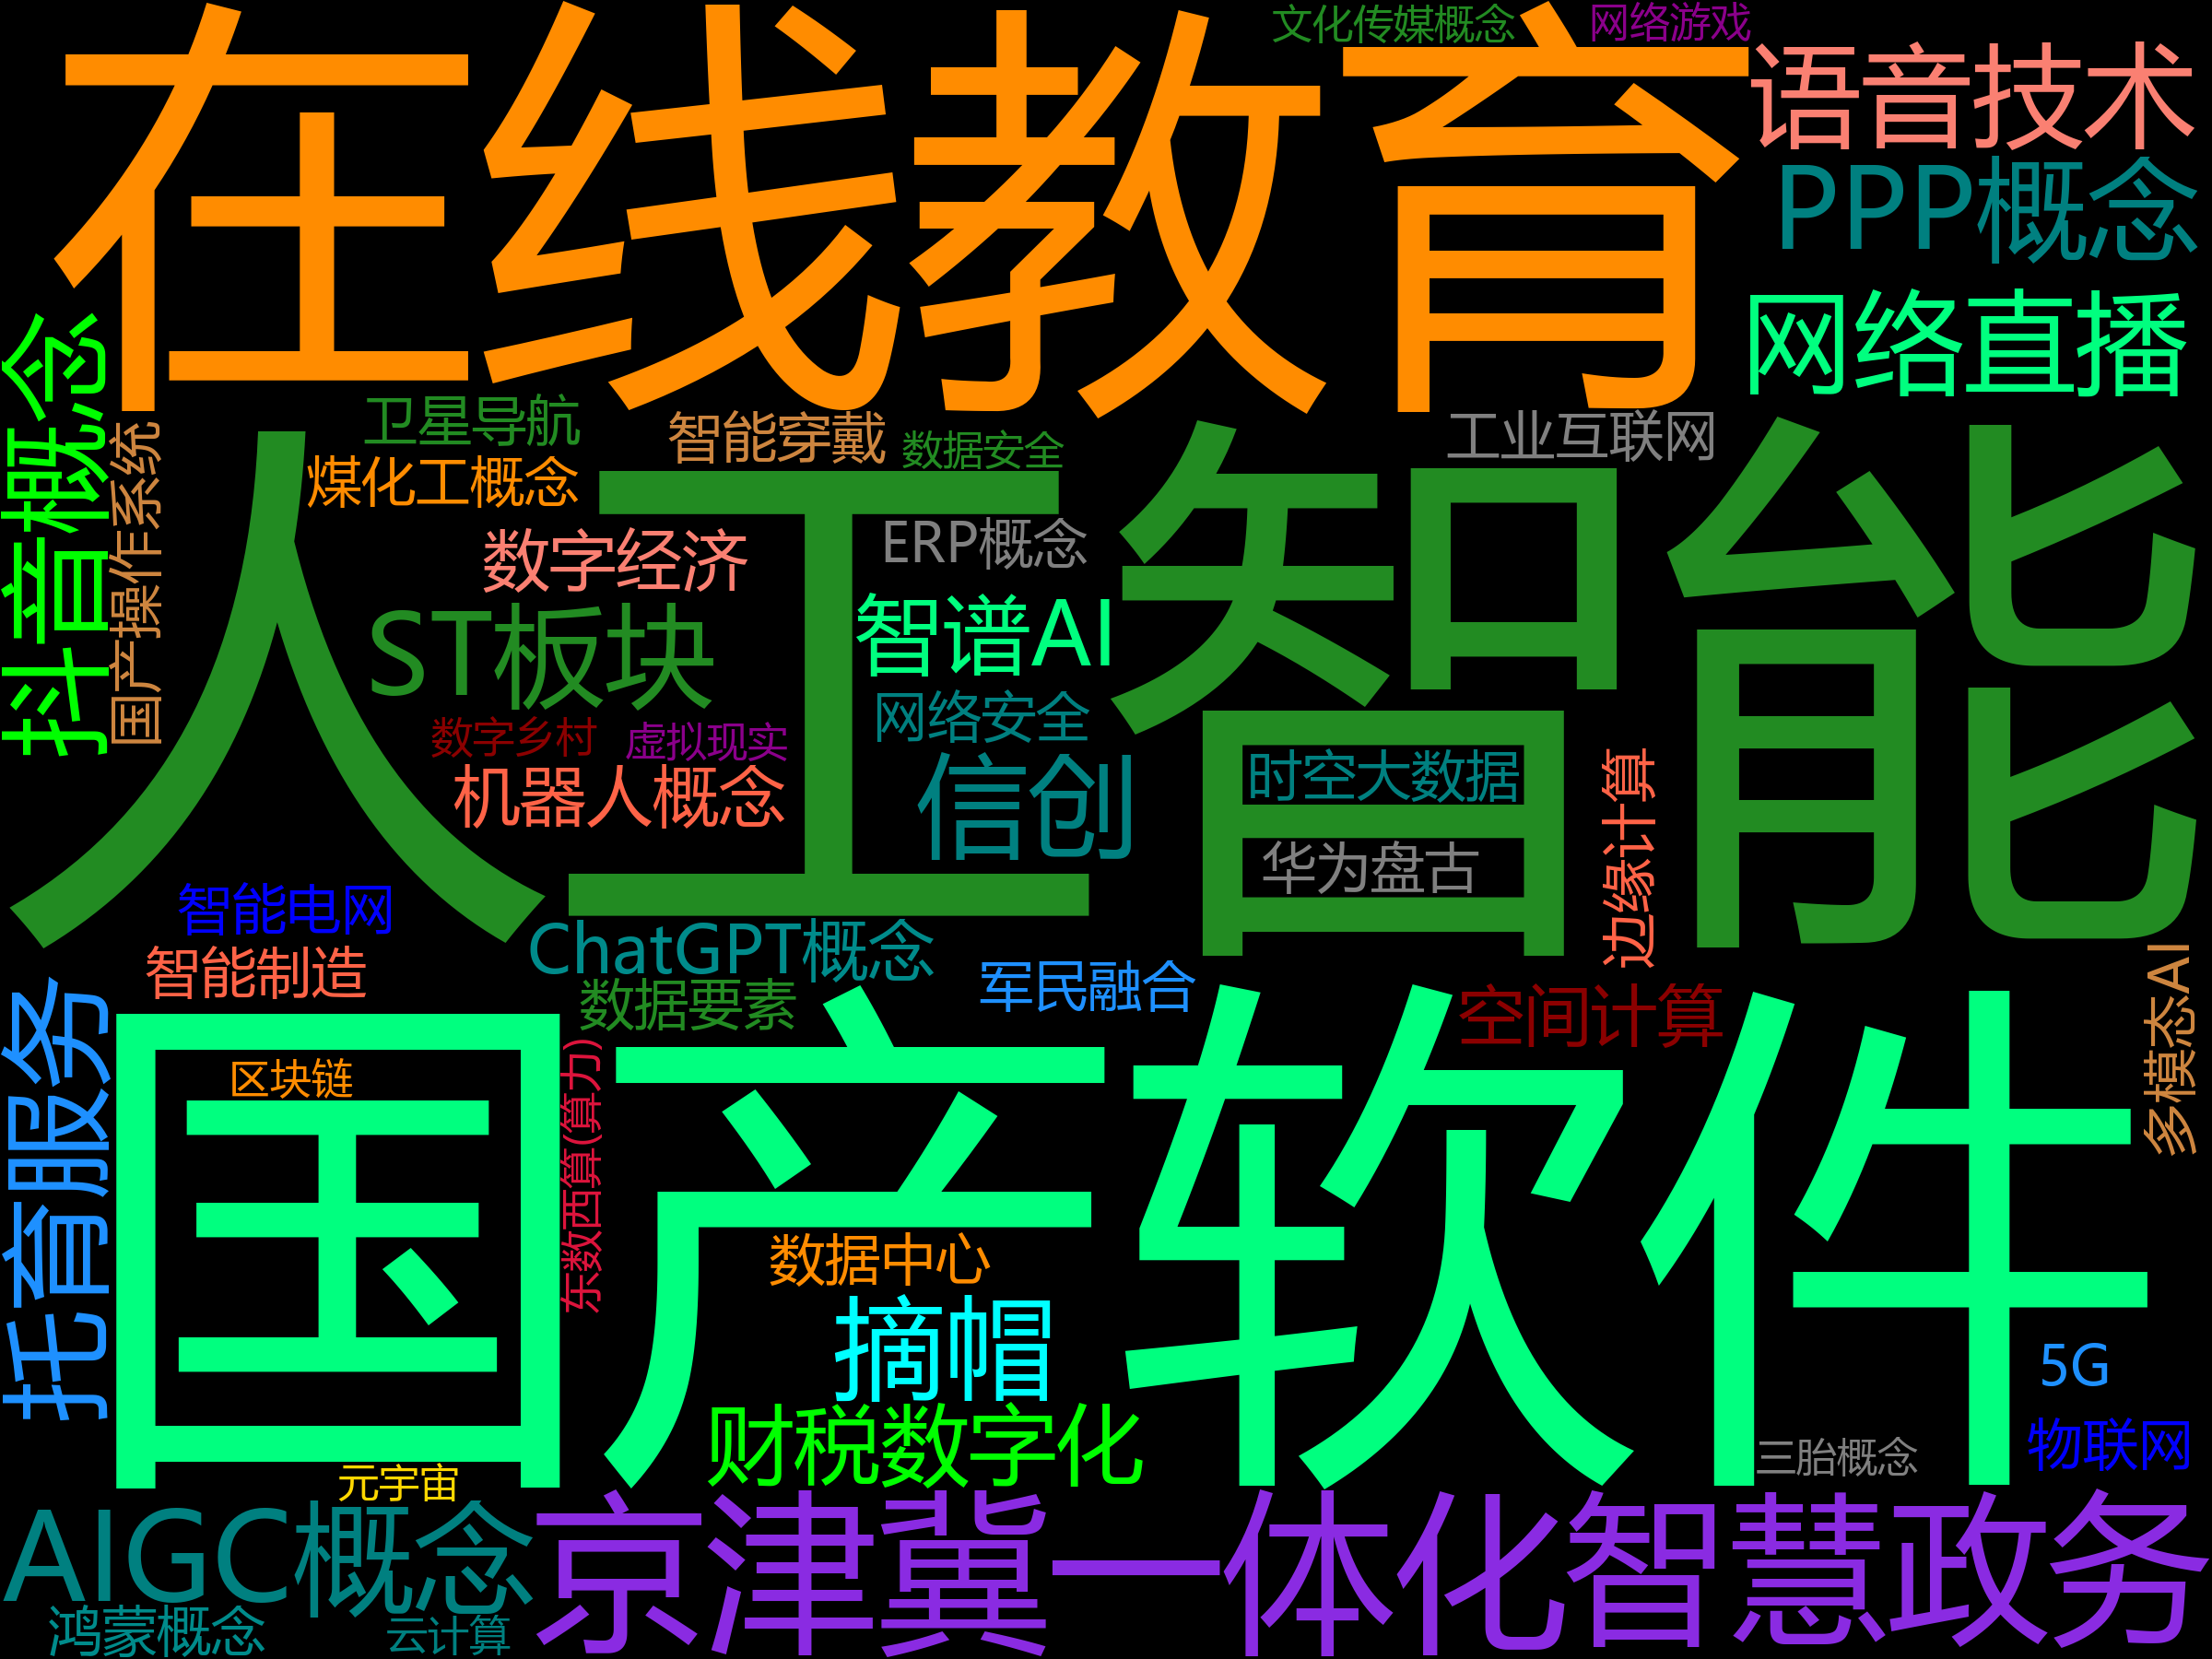 文化传媒概念
网络游戏
在线教育
语音技术
PPP概念
网络直播
抖音概念
国产操作系统
卫星导航
智能穿戴
数据安全
工业互联网
煤化工概念
人工智能
数字经济
ERP概念
ST板块
智谱AI
网络安全
数字乡村
虚拟现实
机器人概念
信创
时空大数据
边缘计算
华为盘古
智能电网
ChatGPT概念
智能制造
数据要素
军民融合
空间计算
多模态AI
托育服务
国产软件
区块链
东数西算(算力)
数据中心
摘帽
5G
财税数字化
物联网
三胎概念
元宇宙
AIGC概念
京津冀一体化
智慧政务
鸿蒙概念
云计算